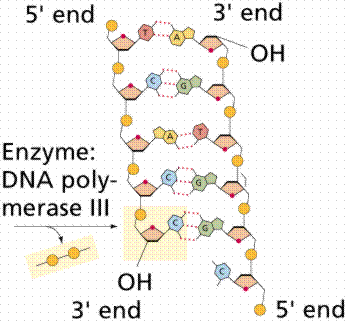 5' end
3' end
OH
T A
C G
A T
Enzyme:
DNA poly-
merase III
C G
C G
C
OH
3' end
5' end